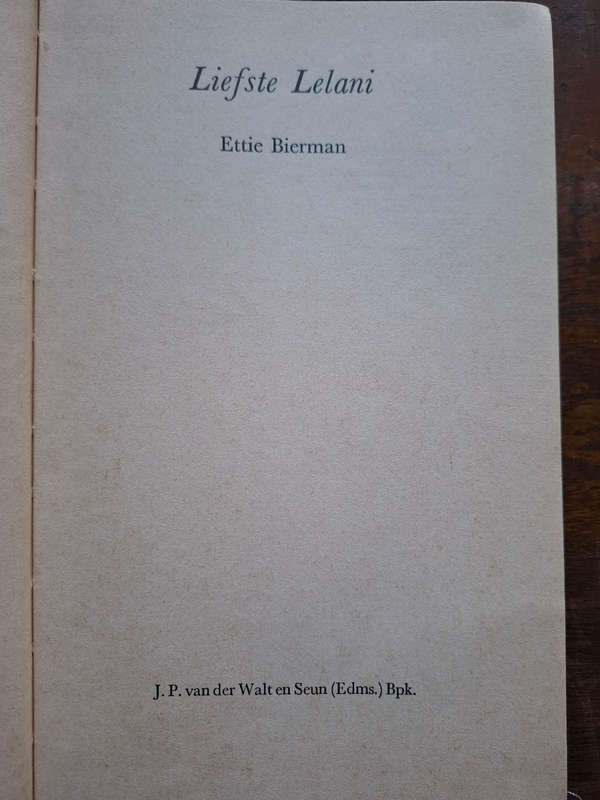 Liefste Lelani
Ettie Bierman
J. P. van der Walt en Seun (Edms.) Bpk.